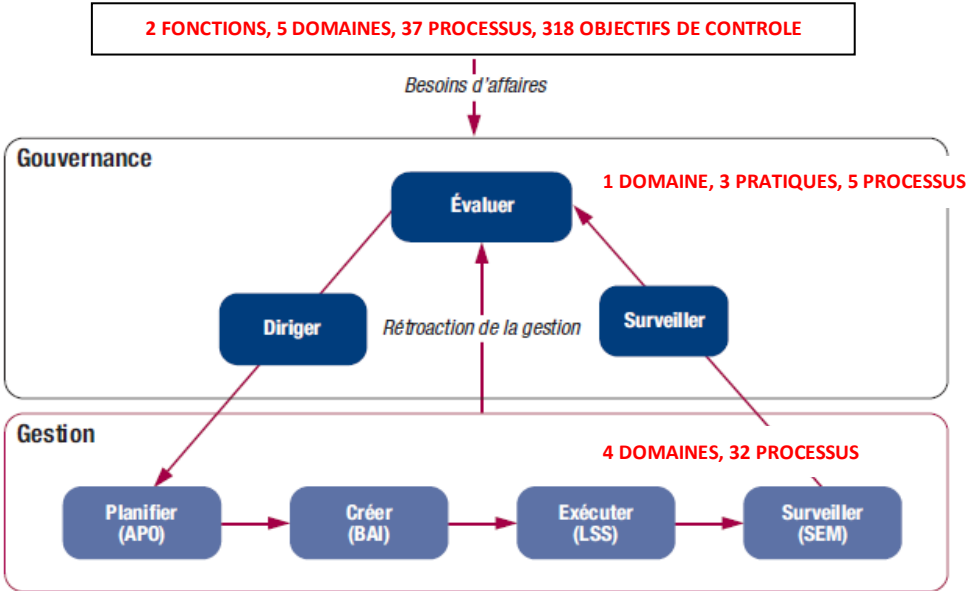 2 FONCTIONS, 5 DOMAINES, 37 PROCESSUS, 318 OBJECTIFS DE CONTROLE
Besoins d'affaires
Gouvernance
1 DOMAINE, 3 PRATIQUES, 5 PROCESSUS
Évaluer
Diriger
Rétroaction de la gestion
Surveiller
Gestion
4 DOMAINES, 32 PROCESSUS
Planifier
(APO)
Créer
(BAI)
Exécuter
(LSS)
Surveiller
(SEM)